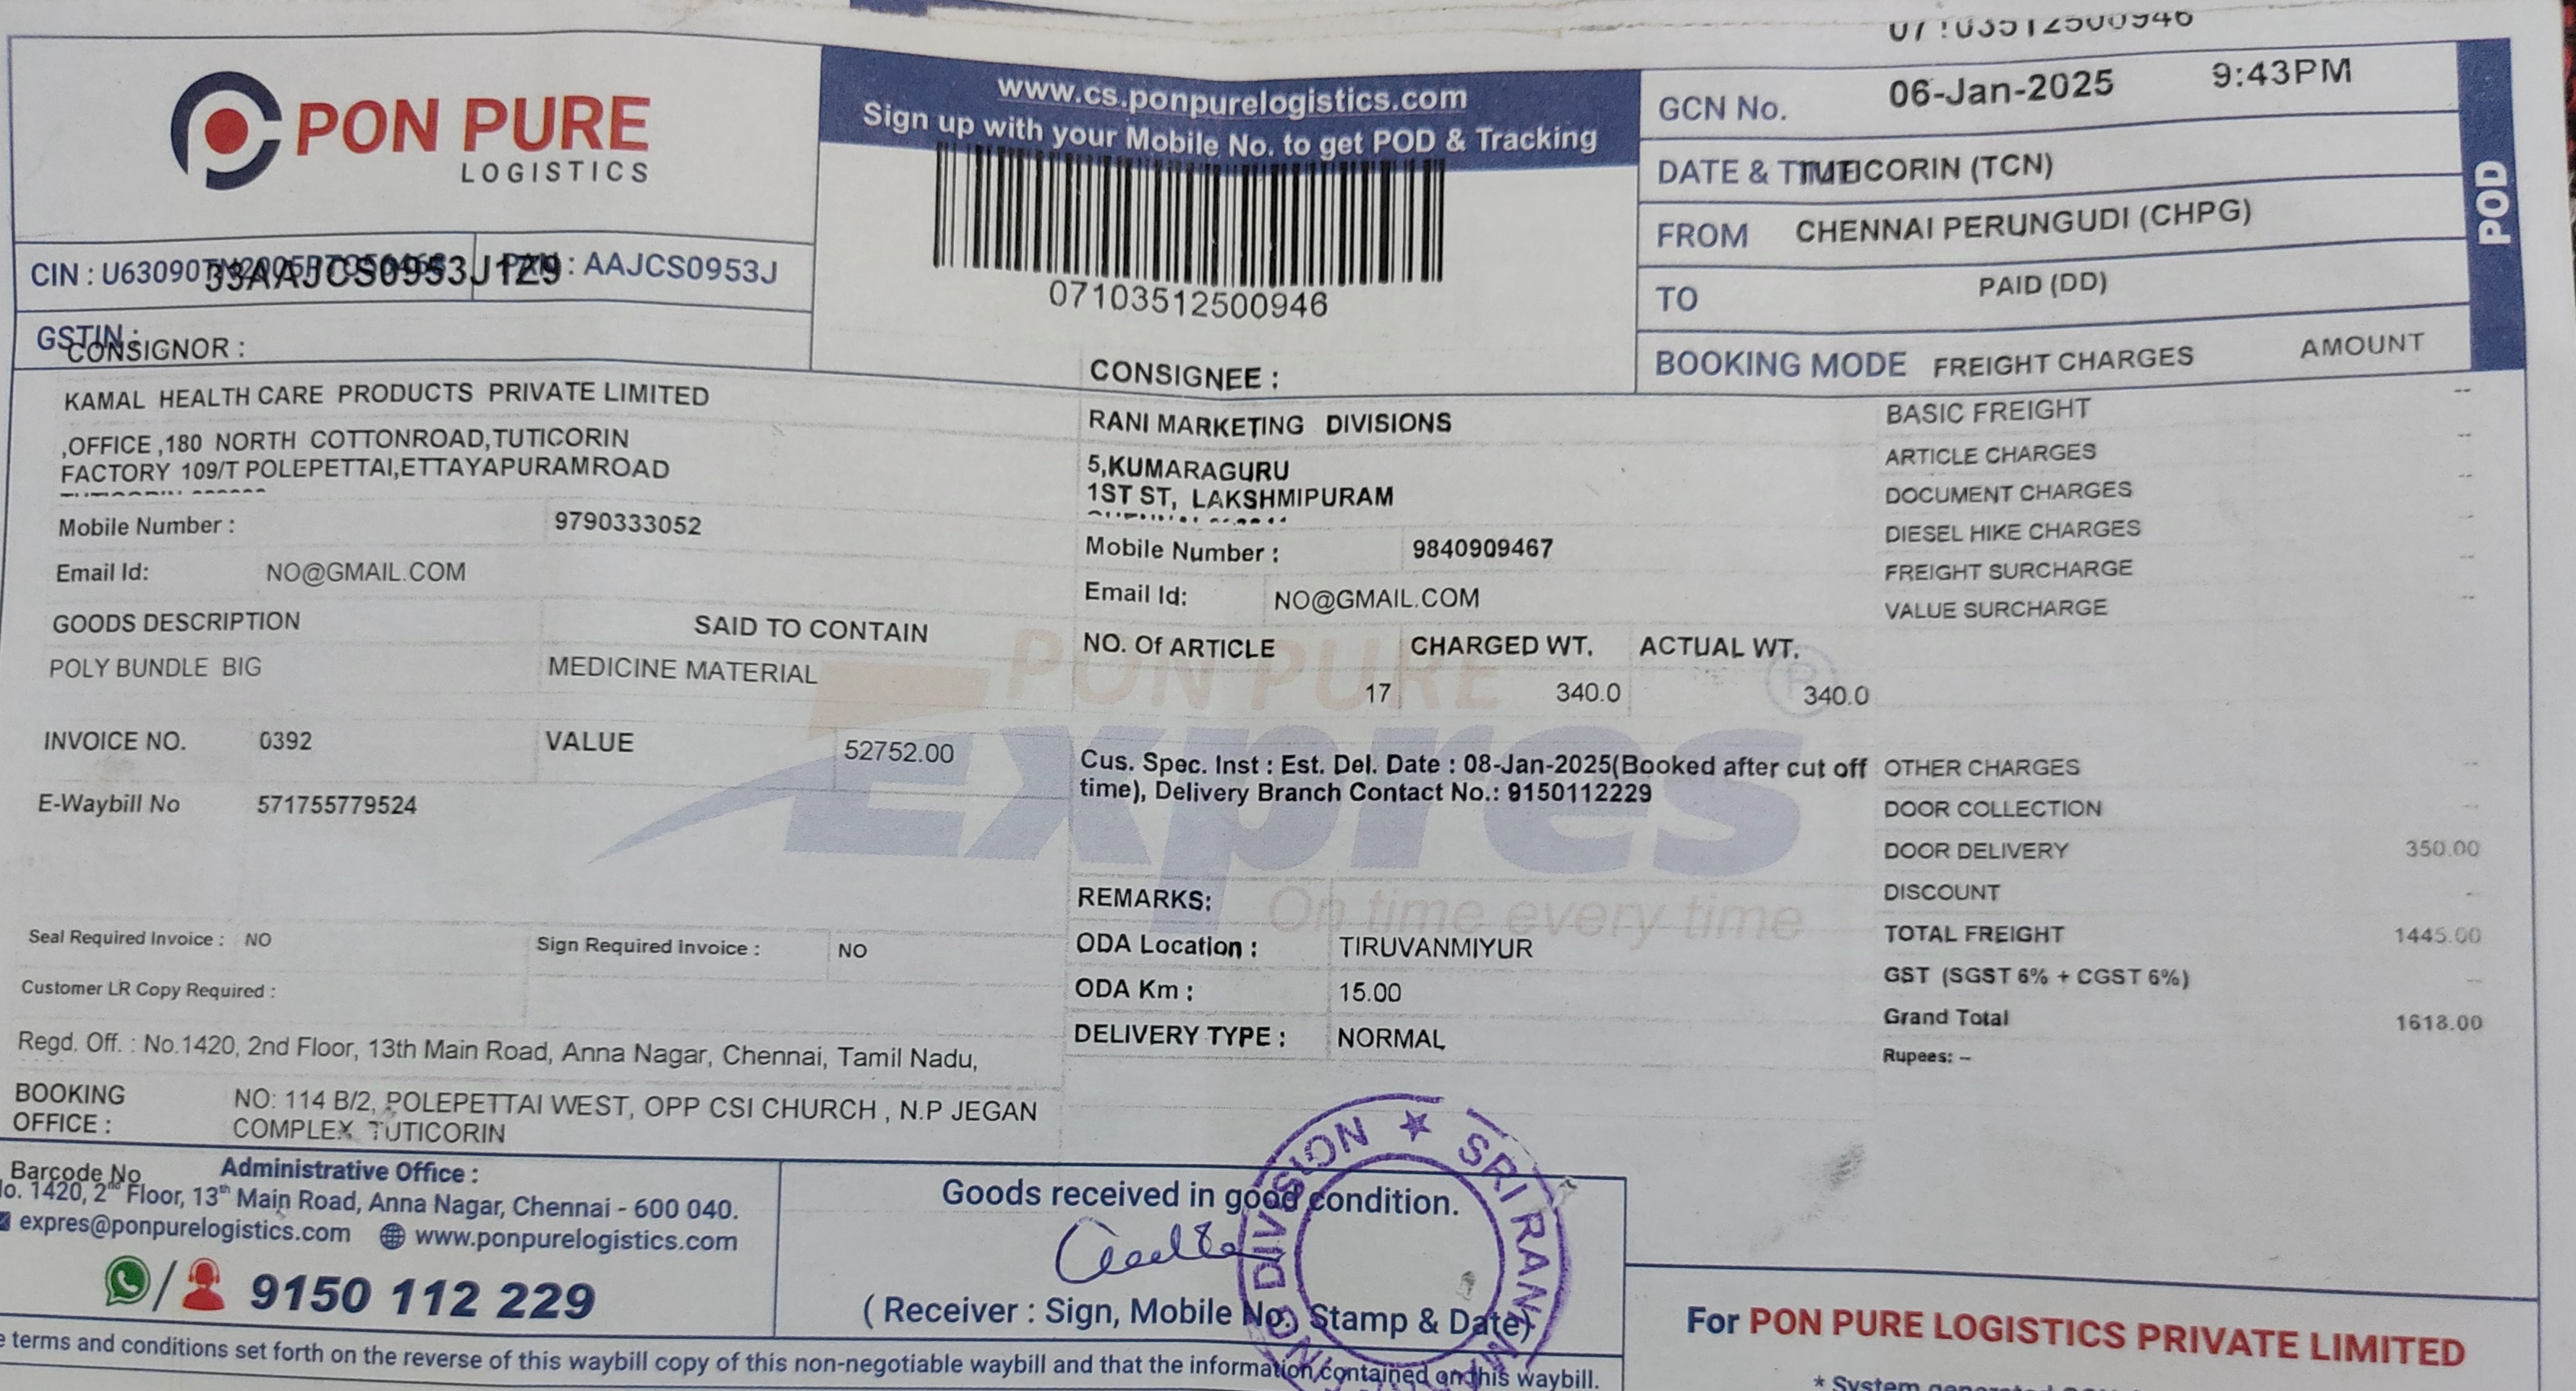 07103512500946
PON PURE
LOGISTICS
www.cs.ponpurelogistics.com
Sign up with your Mobile No. to get POD & Tracking
07103512500946
GCN No. 06-Jan-2025 9:43PM
DATE & TIME TUTICORIN (TCN)
FROM CHENNAI PERUNGUDI (CHPG)
TO PAID (DD)
BOOKING MODE FREIGHT CHARGES AMOUNT
POD
CIN : 33AAJCS0953J1Z9 PAN : AAJCS0953J
GSTIN :
CONSIGNOR :
KAMAL HEALTH CARE PRODUCTS PRIVATE LIMITED
,OFFICE ,180 NORTH COTTONROAD,TUTICORIN
FACTORY 109/T POLEPETTAI,ETTAYAPURAMROAD
Mobile Number : 9790333052
Email Id: NO@GMAIL.COM
CONSIGNEE :
RANI MARKETING DIVISIONS
5,KUMARAGURU
1ST ST, LAKSHMIPURAM
Mobile Number : 9840909467
Email Id: NO@GMAIL.COM
BASIC FREIGHT --
ARTICLE CHARGES --
DOCUMENT CHARGES --
DIESEL HIKE CHARGES --
FREIGHT SURCHARGE --
VALUE SURCHARGE --
GOODS DESCRIPTION SAID TO CONTAIN
POLY BUNDLE BIG MEDICINE MATERIAL
NO. Of ARTICLE CHARGED WT. ACTUAL WT.
17 340.0 340.0
PON PURE
Expres
On time every time
INVOICE NO. 0392 VALUE 52752.00
E-Waybill No 571755779524
Cus. Spec. Inst : Est. Del. Date : 08-Jan-2025(Booked after cut off
time), Delivery Branch Contact No.: 9150112229
OTHER CHARGES --
DOOR COLLECTION --
DOOR DELIVERY 350.00
DISCOUNT --
TOTAL FREIGHT 1445.00
GST (SGST 6% + CGST 6%) --
Grand Total 1618.00
Rupees: --
REMARKS:
ODA Location : TIRUVANMIYUR
ODA Km : 15.00
DELIVERY TYPE : NORMAL
Seal Required Invoice : NO Sign Required Invoice : NO
Customer LR Copy Required :
Regd. Off. : No.1420, 2nd Floor, 13th Main Road, Anna Nagar, Chennai, Tamil Nadu,
BOOKING OFFICE : NO: 114 B/2, POLEPETTAI WEST, OPP CSI CHURCH , N.P JEGAN
COMPLEX TUTICORIN
Barcode No
Administrative Office :
No. 1420, 2nd Floor, 13th Main Road, Anna Nagar, Chennai - 600 040.
expres@ponpurelogistics.com www.ponpurelogistics.com
9150 112 229
Goods received in good condition.
( Receiver : Sign, Mobile No. Stamp & Date)
SRI RANI
DIVISION
For PON PURE LOGISTICS PRIVATE LIMITED
terms and conditions set forth on the reverse of this waybill copy of this non-negotiable waybill and that the information contained on this waybill.
* System